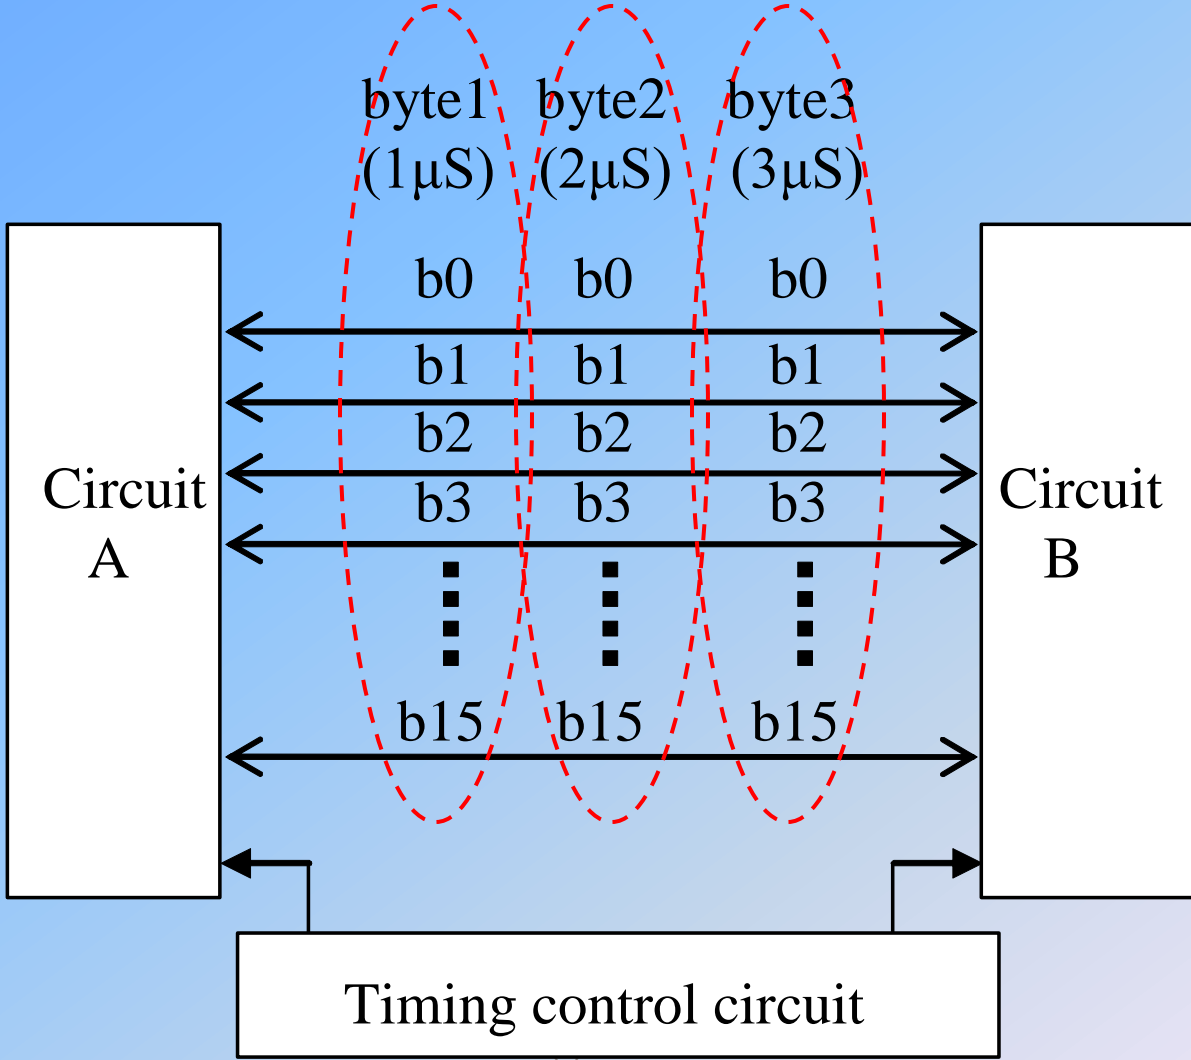 byte1 byte2 byte3
(1μS) (2μS) (3μS)
b0 b0 b0
b1 b1 b1
b2 b2 b2
b3 b3 b3
b15 b15 b15
Circuit
A
Circuit
B
Timing control circuit